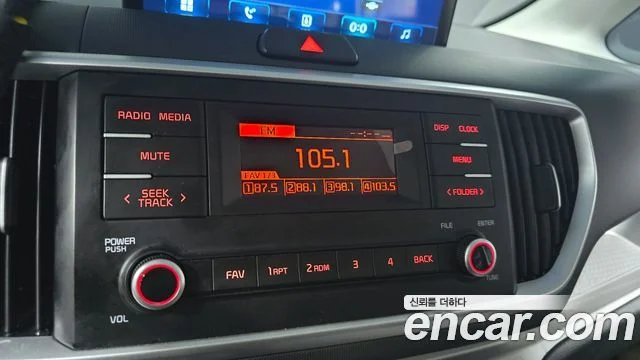 0:0
RADIO MEDIA
MUTE
< SEEK TRACK >
POWER PUSH
VOL
FM
--:--
105.1
FAV 1/3
1 87.5 2 88.1 3 98.1 4 103.5
DISP CLOCK
MENU
< FOLDER >
FILE
ENTER
TUNE
FAV 1 RPT 2 RDM 3 4 BACK
신뢰를 더하다
encar.com